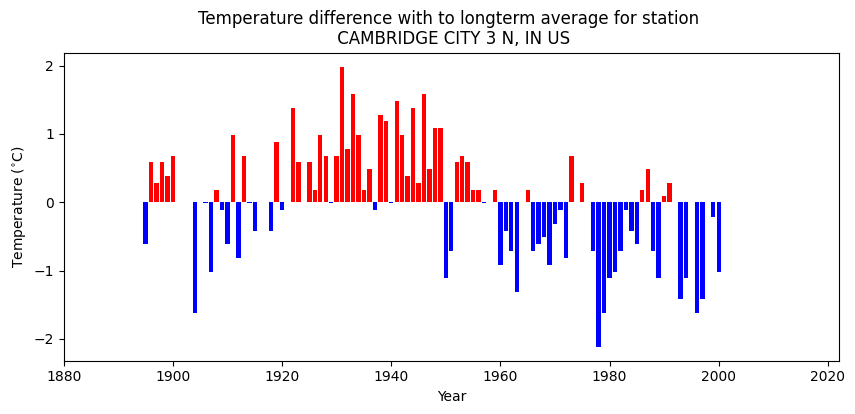 Temperature difference with to longterm average for station
CAMBRIDGE CITY 3 N, IN US
Temperature (°C)
2
1
0
−1
−2
1880 1900 1920 1940 1960 1980 2000 2020
Year